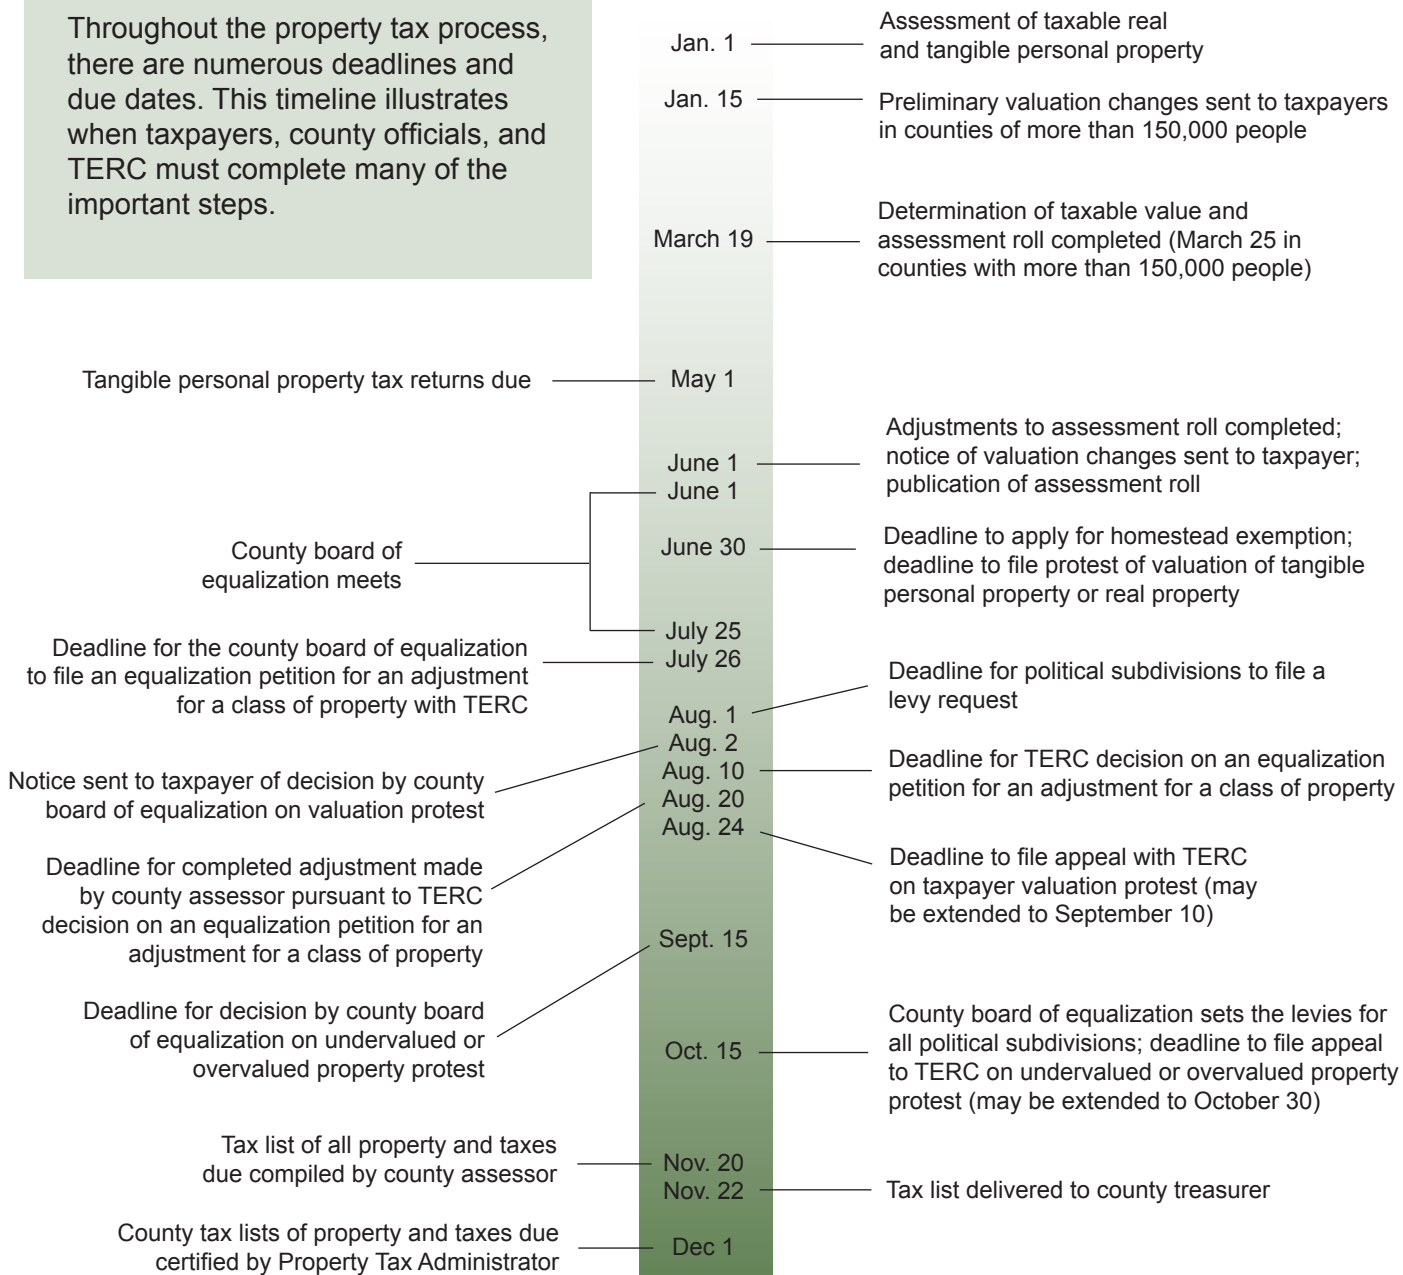 Throughout the property tax process,
there are numerous deadlines and
due dates. This timeline illustrates
when taxpayers, county officials, and
TERC must complete many of the
important steps.
Jan. 1
Assessment of taxable real
and tangible personal property
Jan. 15
Preliminary valuation changes sent to taxpayers
in counties of more than 150,000 people
March 19
Determination of taxable value and
assessment roll completed (March 25 in
counties with more than 150,000 people)
Tangible personal property tax returns due
May 1
June 1
Adjustments to assessment roll completed;
notice of valuation changes sent to taxpayer;
publication of assessment roll
June 1
County board of
equalization meets
June 30
Deadline to apply for homestead exemption;
deadline to file protest of valuation of tangible
personal property or real property
July 25
Deadline for the county board of equalization
to file an equalization petition for an adjustment
for a class of property with TERC
July 26
Aug. 1
Deadline for political subdivisions to file a
levy request
Aug. 2
Notice sent to taxpayer of decision by county
board of equalization on valuation protest
Aug. 10
Deadline for TERC decision on an equalization
petition for an adjustment for a class of property
Aug. 20
Deadline for completed adjustment made
by county assessor pursuant to TERC
decision on an equalization petition for an
adjustment for a class of property
Aug. 24
Deadline to file appeal with TERC
on taxpayer valuation protest (may
be extended to September 10)
Sept. 15
Deadline for decision by county board
of equalization on undervalued or
overvalued property protest
Oct. 15
County board of equalization sets the levies for
all political subdivisions; deadline to file appeal
to TERC on undervalued or overvalued property
protest (may be extended to October 30)
Tax list of all property and taxes
due compiled by county assessor
Nov. 20
Nov. 22
Tax list delivered to county treasurer
County tax lists of property and taxes due
certified by Property Tax Administrator
Dec 1